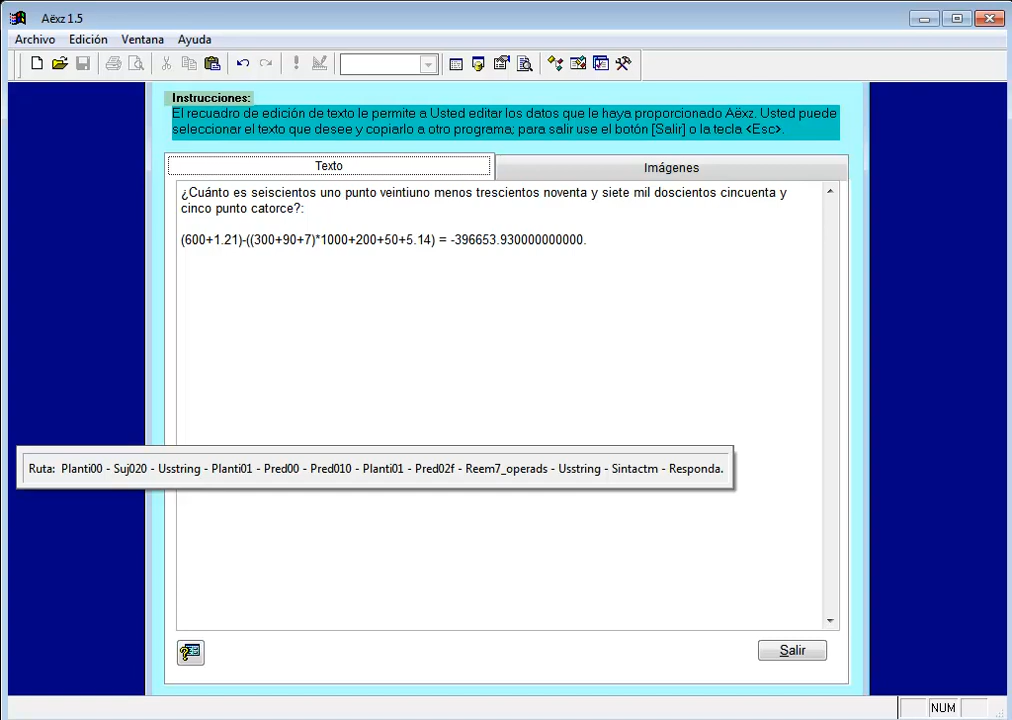 Aëxz 1.5
Archivo Edición Ventana Ayuda
Instrucciones:
El recuadro de edición de texto le permite a Usted editar los datos que le haya proporcionado Aëxz. Usted puede
seleccionar el texto que desee y copiarlo a otro programa; para salir use el botón [Salir] o la tecla <Esc>.
Texto Imágenes
¿Cuánto es seiscientos uno punto veintiuno menos trescientos noventa y siete mil doscientos cincuenta y
cinco punto catorce?:
(600+1.21)-((300+90+7)*1000+200+50+5.14) = -396653.930000000000.
Ruta: Planti00 - Suj020 - Usstring - Planti01 - Pred00 - Pred010 - Planti01 - Pred02f - Reem7_operads - Usstring - Sintactm - Responda.
Salir
NUM